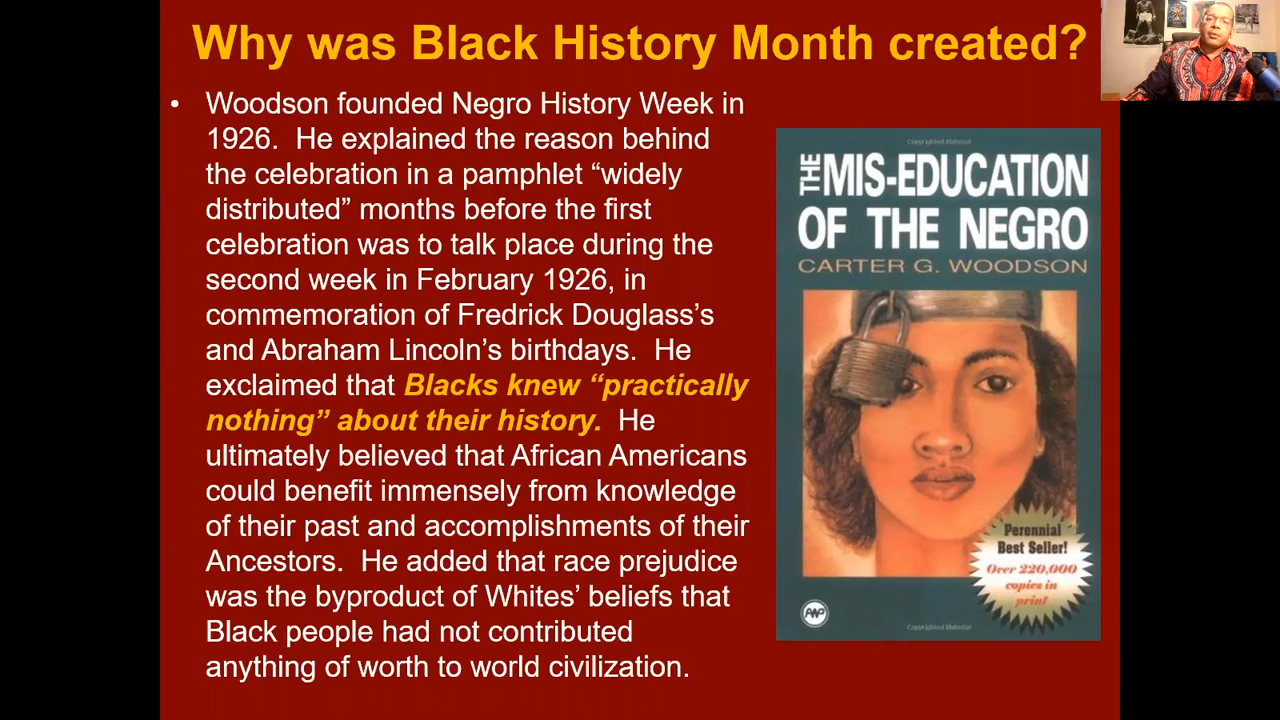 Why was Black History Month created?
• Woodson founded Negro History Week in
1926.  He explained the reason behind
the celebration in a pamphlet “widely
distributed” months before the first
celebration was to talk place during the
second week in February 1926, in
commemoration of Fredrick Douglass’s
and Abraham Lincoln’s birthdays.  He
exclaimed that Blacks knew “practically
nothing” about their history.  He
ultimately believed that African Americans
could benefit immensely from knowledge
of their past and accomplishments of their
Ancestors.  He added that race prejudice
was the byproduct of Whites’ beliefs that
Black people had not contributed
anything of worth to world civilization.
Copyrighted Material
THE MIS-EDUCATION
OF THE NEGRO
CARTER G. WOODSON
Perennial
Best Seller!
Over 220,000
copies in
print
AWP
Copyrighted Material